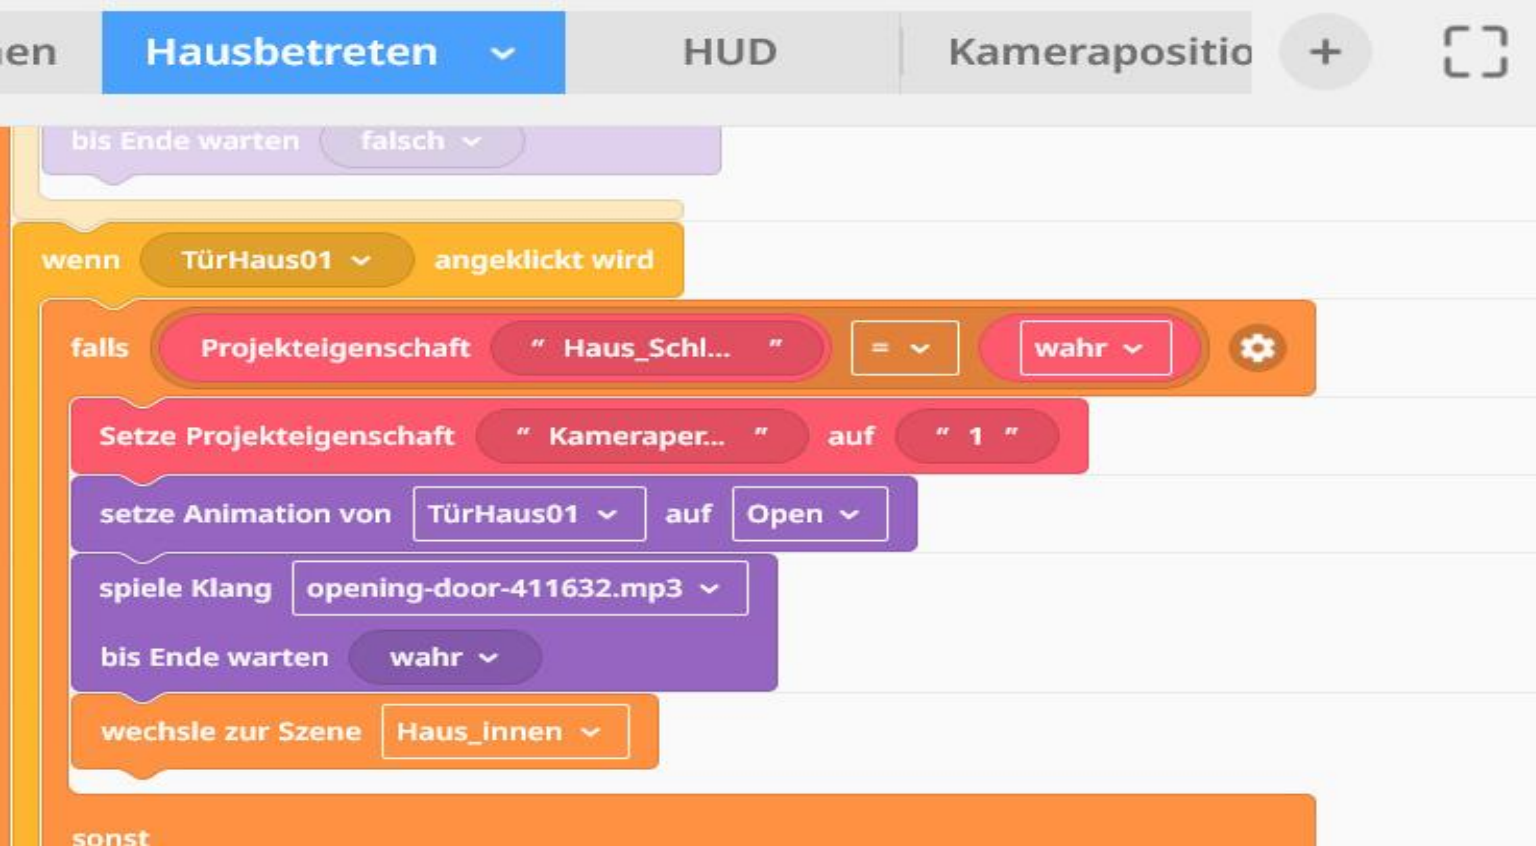 en Hausbetreten HUD Kamerapositio +
bis Ende warten falsch
wenn TürHaus01 angeklickt wird
falls Projekteigenschaft “ Haus_Schl... ” = wahr
Setze Projekteigenschaft “ Kameraper... ” auf “ 1 ”
setze Animation von TürHaus01 auf Open
spiele Klang opening-door-411632.mp3
bis Ende warten wahr
wechsle zur Szene Haus_innen
sonst